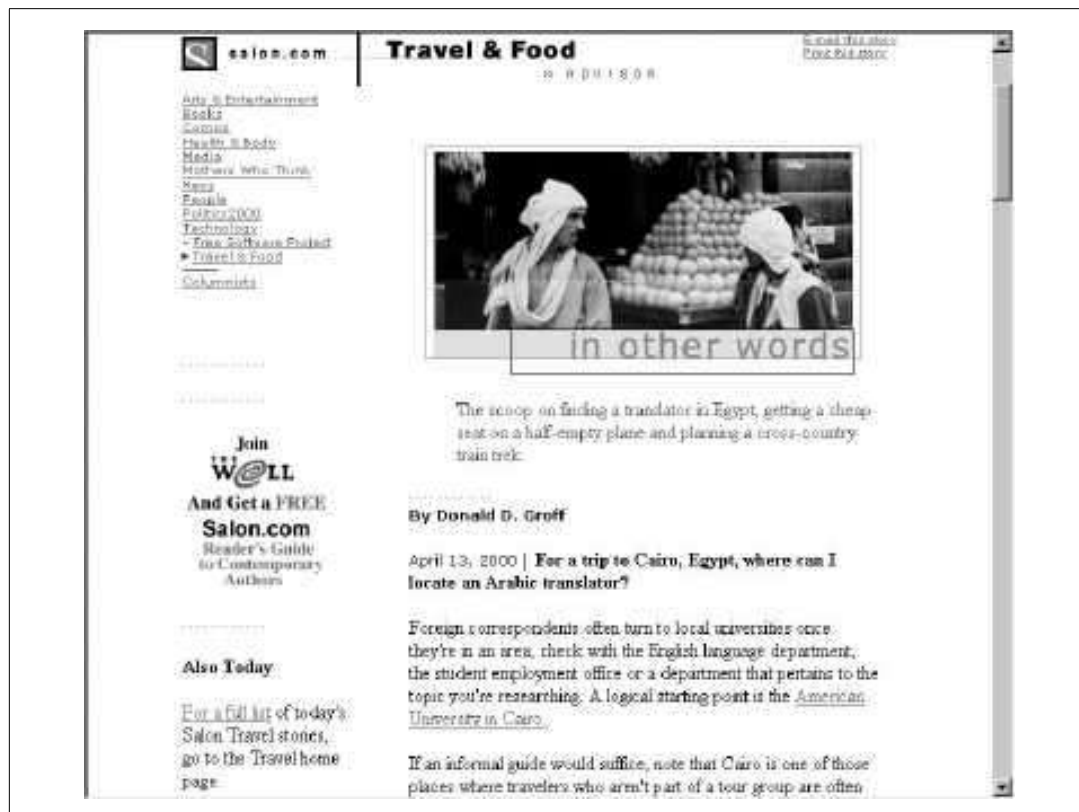 salon.com
Travel & Food
ADVISOR
E-mail this story
Print this story
Arts & Entertainment
Books
Comics
Health & Body
Media
Mothers Who Think
News
People
Politics2000
Technology
- Free Software Project
Travel & Food
Columnists
in other words
The scoop on finding a translator in Egypt, getting a cheap
seat on a half-empty plane and planning a cross-country
train trek.
Join
THE
W@LL
And Get a FREE
Salon.com
Reader's Guide
to Contemporary
Authors
By Donald D. Groff
April 13, 2000 | For a trip to Cairo, Egypt, where can I
locate an Arabic translator?
Foreign correspondents often turn to local universities once
they're in an area, check with the English language department,
the student employment office or a department that pertains to the
topic you're researching. A logical starting point is the American
University in Cairo.
Also Today
For a full list of today's
Salon Travel stories,
go to the Travel home
page.
If an informal guide would suffice, note that Cairo is one of those
places where travelers who aren't part of a tour group are often